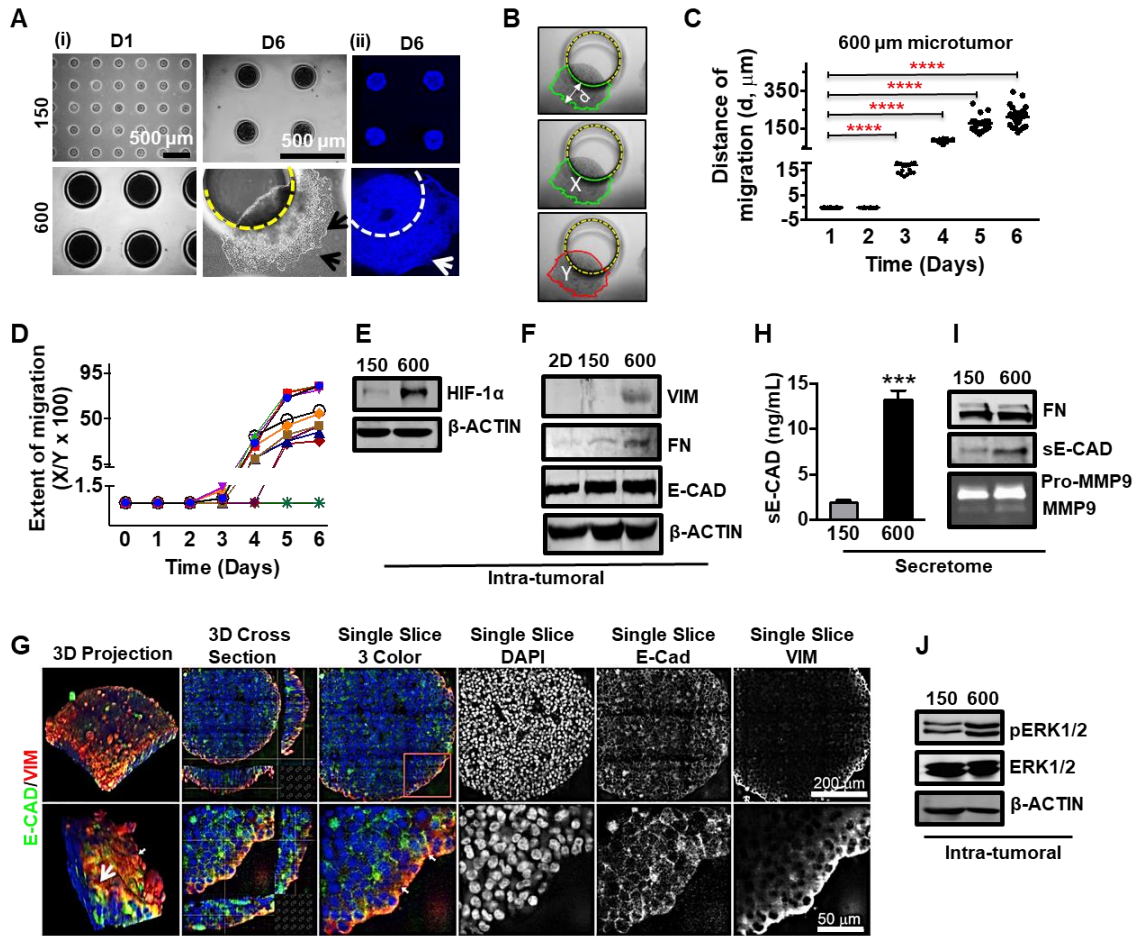 A
(i)
D1
D6
(ii)
D6
150
500 μm
500 μm
600
B
d
X
Y
C
600 μm microtumor
****
****
****
****
Distance of
migration (d, μm)
350
150
15
15
-5
1 2 3 4 5 6
Time (Days)
D
Extent of migration
(X/Y x 100)
95
50
5
1.5
0 1 2 3 4 5 6
Time (Days)
E
150 600
HIF-1α
β-ACTIN
F
2D 150 600
VIM
FN
E-CAD
β-ACTIN
Intra-tumoral
H
sE-CAD (ng/mL)
15
10
5
0
***
150 600
I
150 600
FN
sE-CAD
Pro-MMP9
MMP9
Secretome
G
3D Projection
3D Cross
Section
Single Slice
3 Color
Single Slice
DAPI
Single Slice
E-Cad
Single Slice
VIM
E-CAD/VIM
200 μm
50 μm
J
150 600
pERK1/2
ERK1/2
β-ACTIN
Intra-tumoral